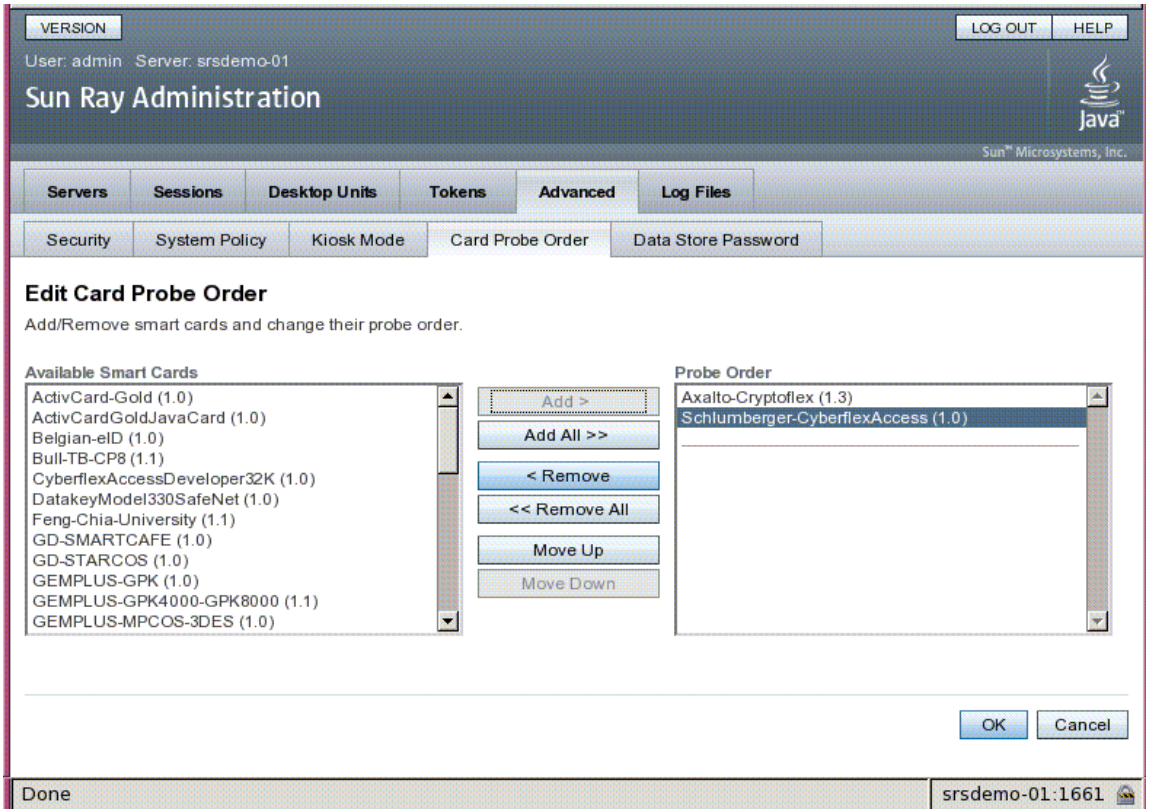 VERSION
LOG OUT
HELP
User: admin Server: srsdemo-01
Sun Ray Administration
Java™
Sun™ Microsystems, Inc.
Servers
Sessions
Desktop Units
Tokens
Advanced
Log Files
Security
System Policy
Kiosk Mode
Card Probe Order
Data Store Password
Edit Card Probe Order
Add/Remove smart cards and change their probe order.
Available Smart Cards
ActivCard-Gold (1.0)
ActivCardGoldJavaCard (1.0)
Belgian-eID (1.0)
Bull-TB-CP8 (1.1)
CyberflexAccessDeveloper32K (1.0)
DatakeyModel330SafeNet (1.0)
Feng-Chia-University (1.1)
GD-SMARTCAFE (1.0)
GD-STARCOS (1.0)
GEMPLUS-GPK (1.0)
GEMPLUS-GPK4000-GPK8000 (1.1)
GEMPLUS-MPCOS-3DES (1.0)
Add >
Add All >>
< Remove
<< Remove All
Move Up
Move Down
Probe Order
Axalto-Cryptoflex (1.3)
Schlumberger-CyberflexAccess (1.0)
OK
Cancel
Done
srsdemo-01:1661